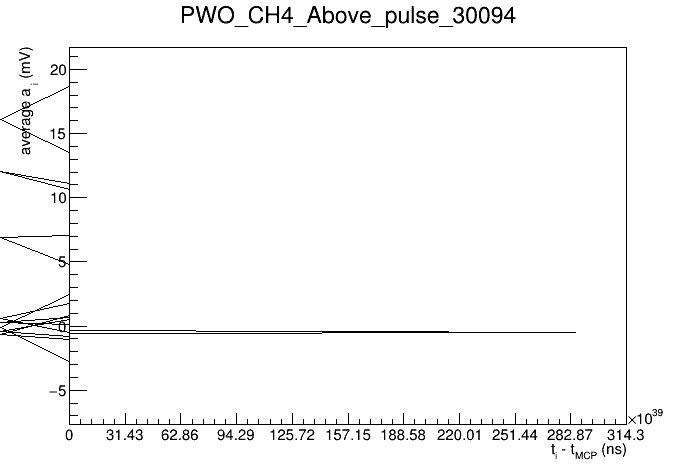 PWO_CH4_Above_pulse_30094
average a i (mV)
20
15
10
5
0
−5
0 31.43 62.86 94.29 125.72 157.15 188.58 220.01 251.44 282.87 314.3
×10^39
t_i - t_MCP (ns)